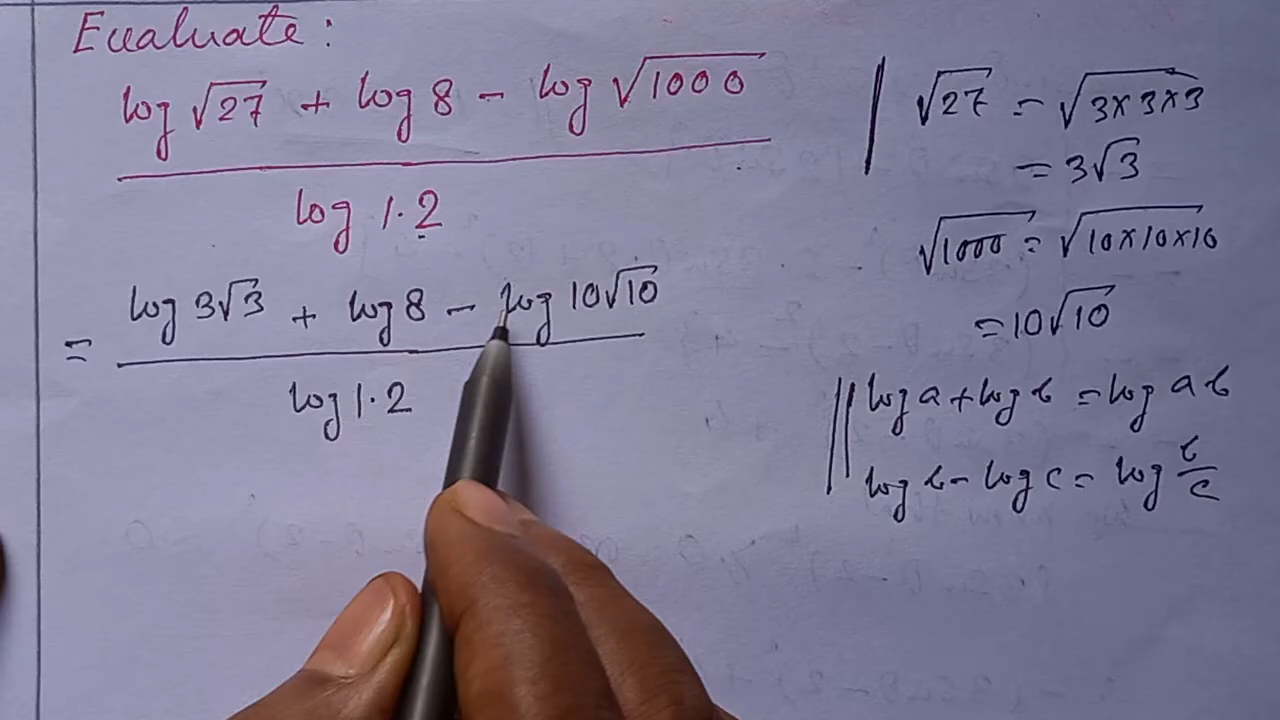 Evaluate:
log √27 + log 8 - log √1000
log 1.2
= log 3√3 + log 8 - log 10√10
log 1.2
√27 = √3×3×3
= 3√3
√1000 = √10×10×10
= 10√10
log a + log b = log ab
log b - log c = log b/c